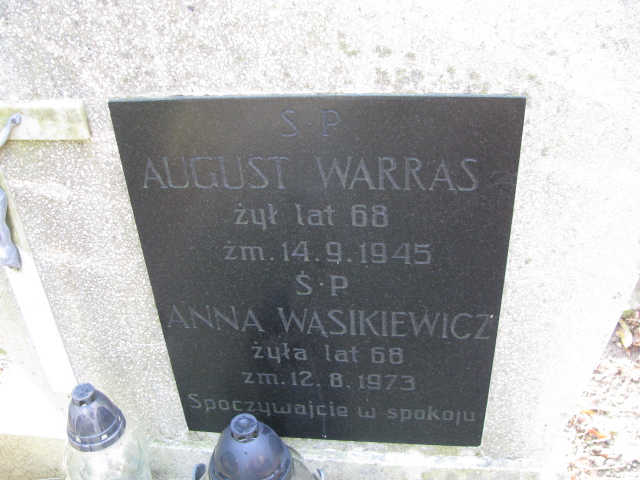 Ś P
AUGUST WARRAS
żył lat 68
żm. 14.9.1945
Ś.P
ANNA WĄSIKIEWICZ
żyła lat 68
zm. 12.8.1973
Spoczywajcie w spokoju